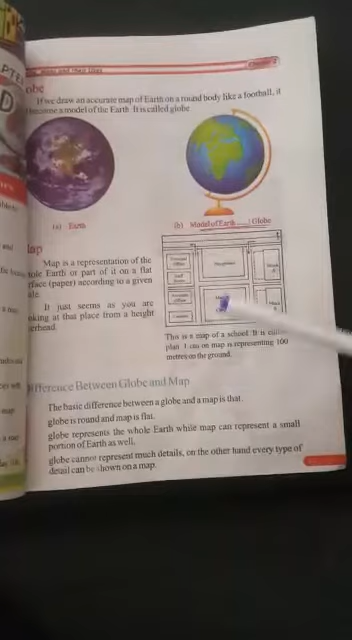 obe
If we draw an accurate map of Earth on a round body like a football, it
become a model of the Earth. It is called globe
(a) Earth
(b) Model of Earth Globe
ap
Map is a representation of the
ole Earth or part of it on a flat
rface (paper) according to a given
ale.
It just seems as you are
king at that place from a height
erhead.
This is a map of a school. It is
plan 1 cm on map is representing 100
metres on the ground.
ifference Between Globe and Map
The basic difference between a globe and a map is that.
globe is round and map is flat.
globe represents the whole Earth while map can represent a small
portion of Earth as well.
globe cannot represent much details, on the other hand every type of
detail can be shown on a map.